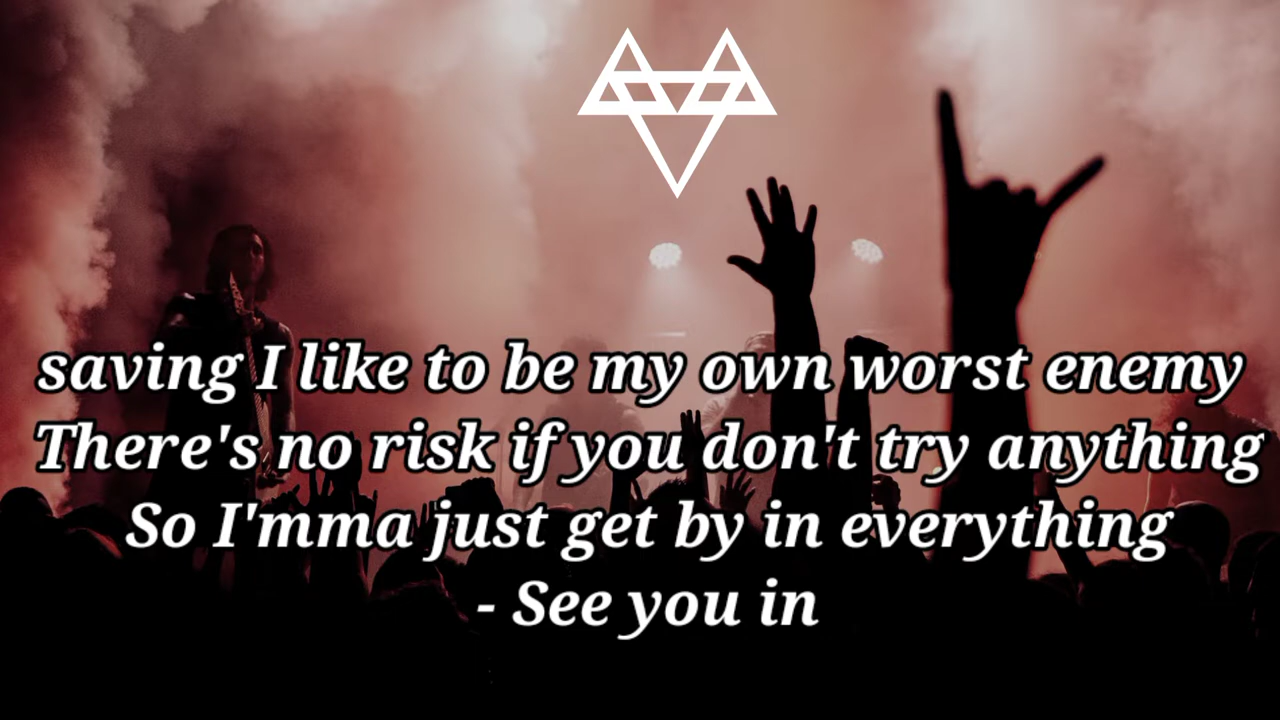 saving I like to be my own worst enemy
There's no risk if you don't try anything
So I'mma just get by in everything
- See you in